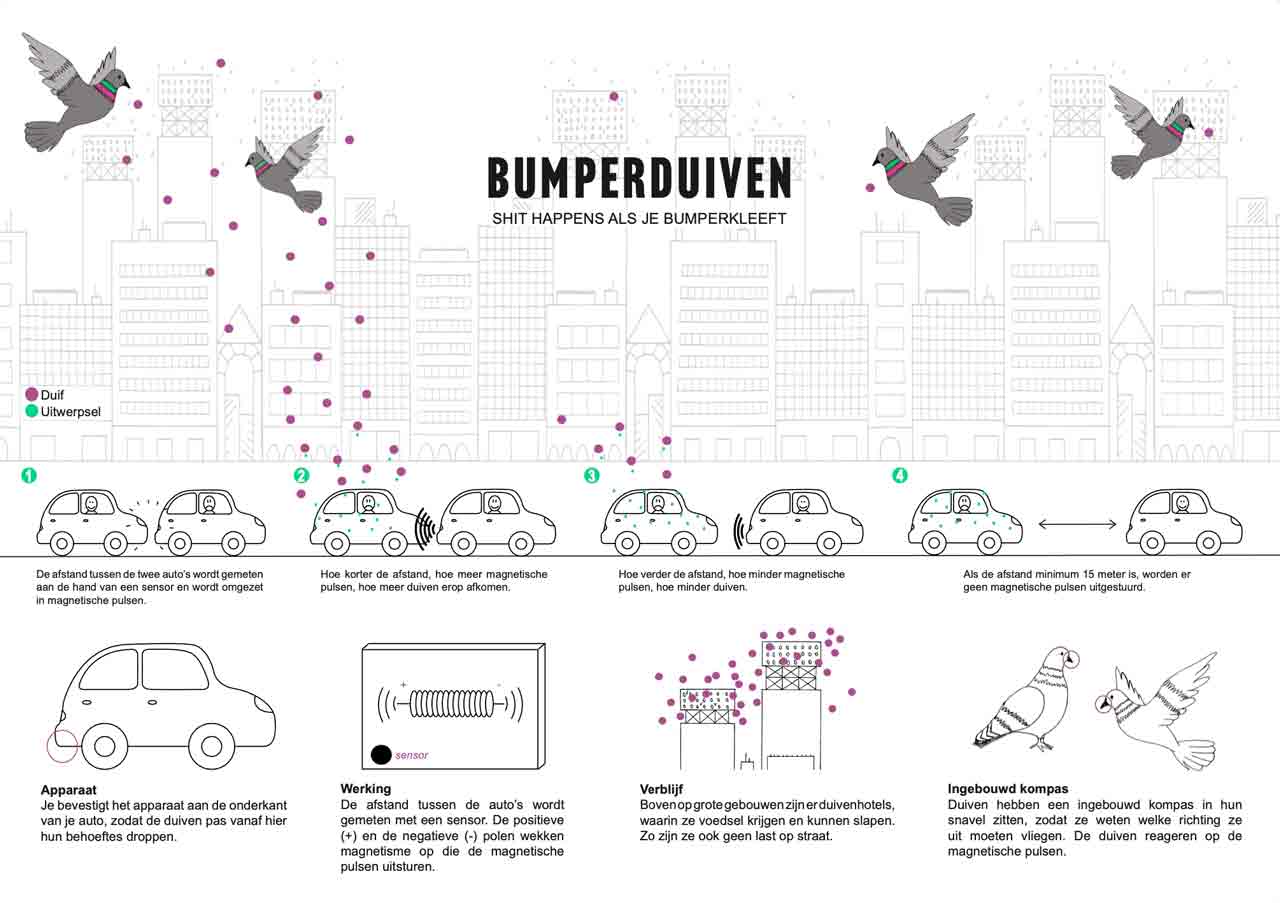 BUMPERDUIVEN
SHIT HAPPENS ALS JE BUMPERKLEEFT
Duif
Uitwerpsel
1
De afstand tussen de twee auto's wordt gemeten
aan de hand van een sensor en wordt omgezet
in magnetische pulsen.
2
Hoe korter de afstand, hoe meer magnetische
pulsen, hoe meer duiven erop afkomen.
3
Hoe verder de afstand, hoe minder magnetische
pulsen, hoe minder duiven.
4
Als de afstand minimum 15 meter is, worden er
geen magnetische pulsen uitgestuurd.
Apparaat
Je bevestigt het apparaat aan de onderkant
van je auto, zodat de duiven pas vanaf hier
hun behoeftes droppen.
+ -
sensor
Werking
De afstand tussen de auto's wordt
gemeten met een sensor. De positieve
(+) en de negatieve (-) polen wekken
magnetisme op die de magnetische
pulsen uitsturen.
Verblijf
Boven op grote gebouwen zijn er duivenhotels,
waarin ze voedsel krijgen en kunnen slapen.
Zo zijn ze ook geen last op straat.
Ingebouwd kompas
Duiven hebben een ingebouwd kompas in hun
snavel zitten, zodat ze weten welke richting ze
uit moeten vliegen. De duiven reageren op de
magnetische pulsen.